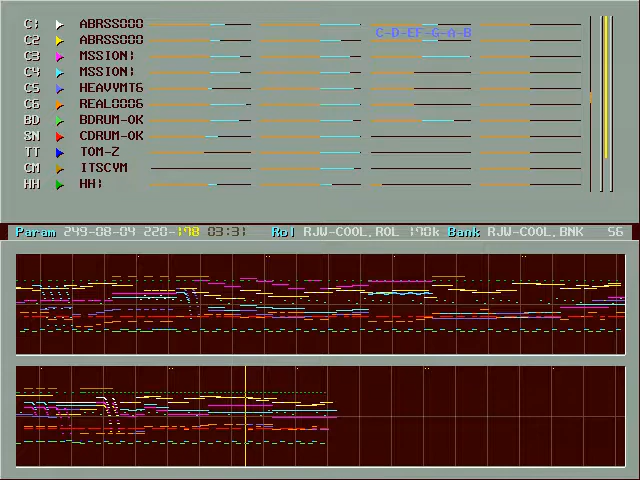 C1 ABRSS000
C-D-EF-G-A-B
C2 ABRSS000
C3 MSSION1
C4 MSSION1
C5 HEAVYMT6
C6 REAL0006
BD BDRUM-OK
SN CDRUM-OK
TT TOM-Z
CM ITSCYM
HH HH1
Param 249-08-04 220-198 03:31 Rol RJW-COOL.ROL 190k Bank RJW-COOL.BNK 56